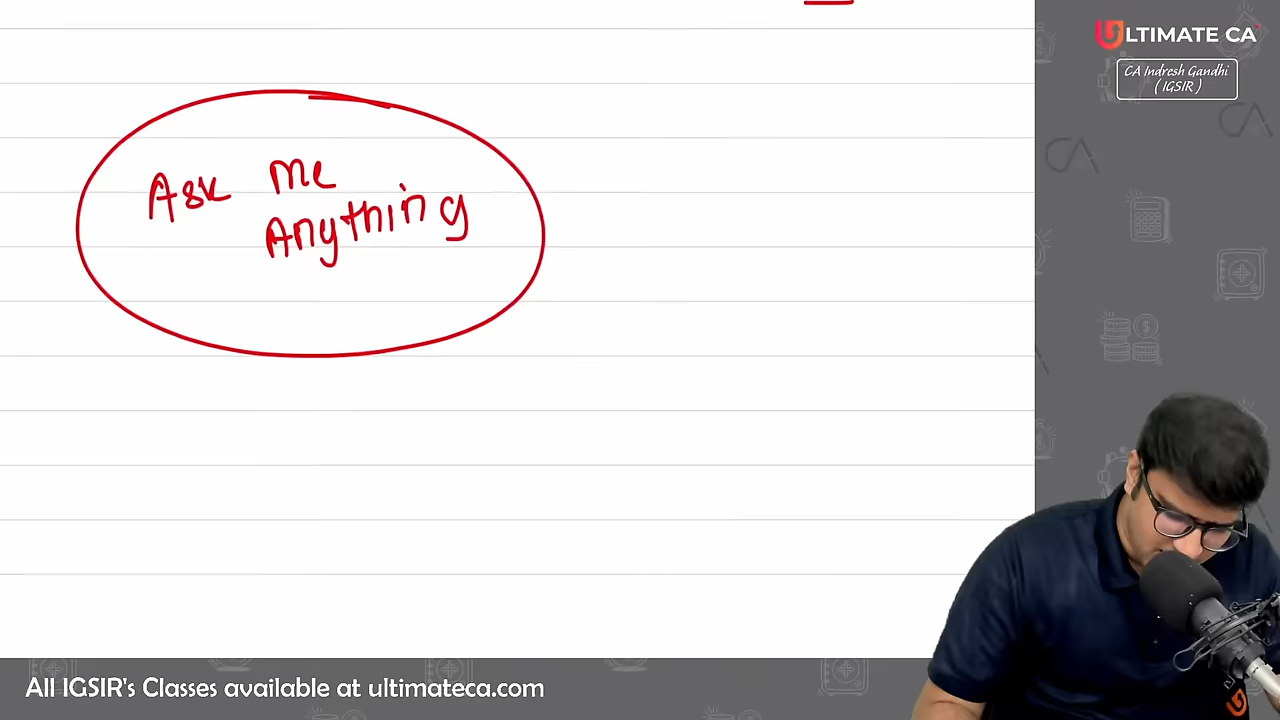 ULTIMATE CA
CA Indresh Gandhi
( IGSIR )
Ask Me
Anything
All IGSIR's Classes available at ultimateca.com